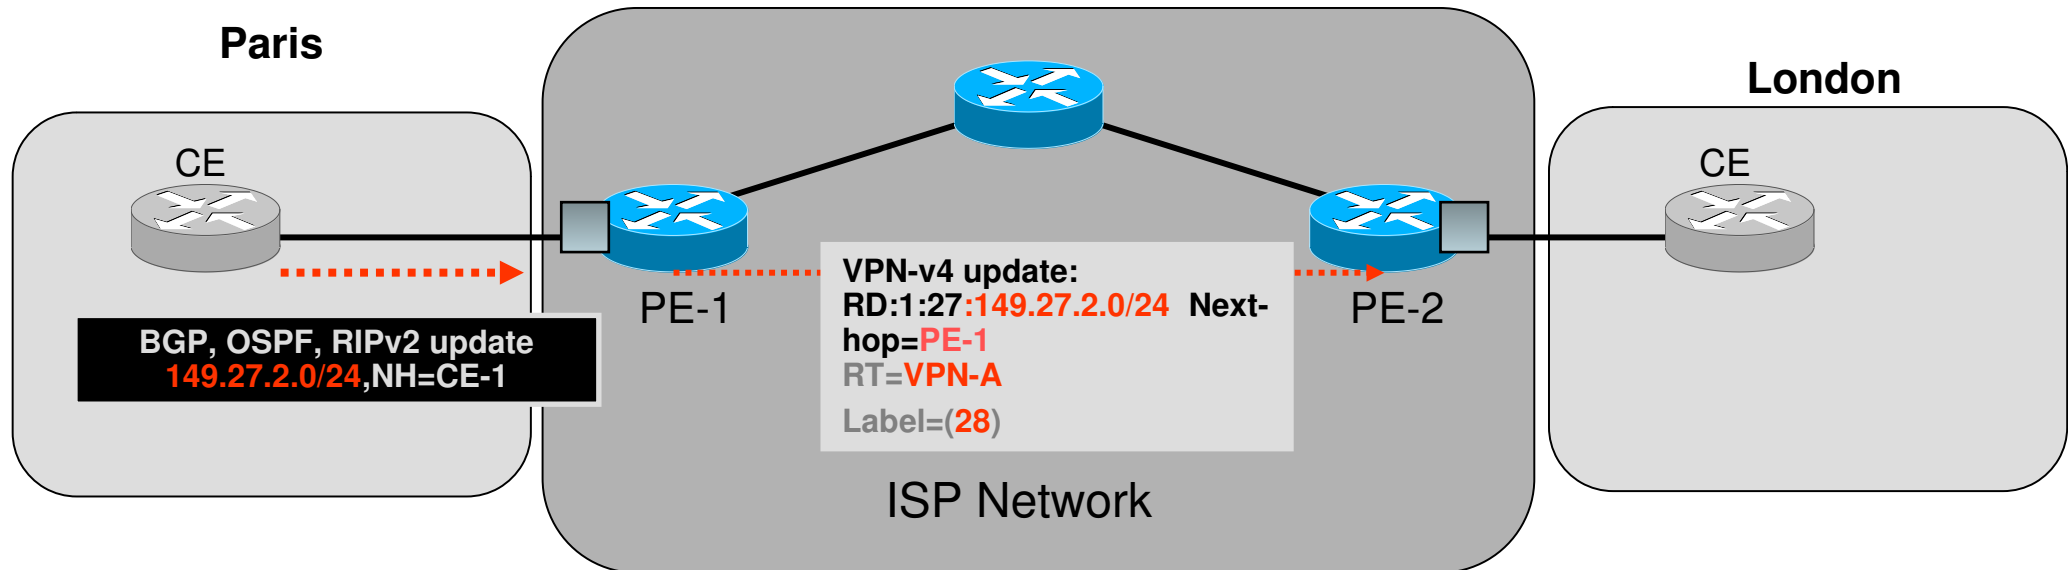 Paris
London
CE
CE
PE-1
PE-2
BGP, OSPF, RIPv2 update
149.27.2.0/24,NH=CE-1
VPN-v4 update:
RD:1:27:149.27.2.0/24 Next-
hop=PE-1
RT=VPN-A
Label=(28)
ISP Network